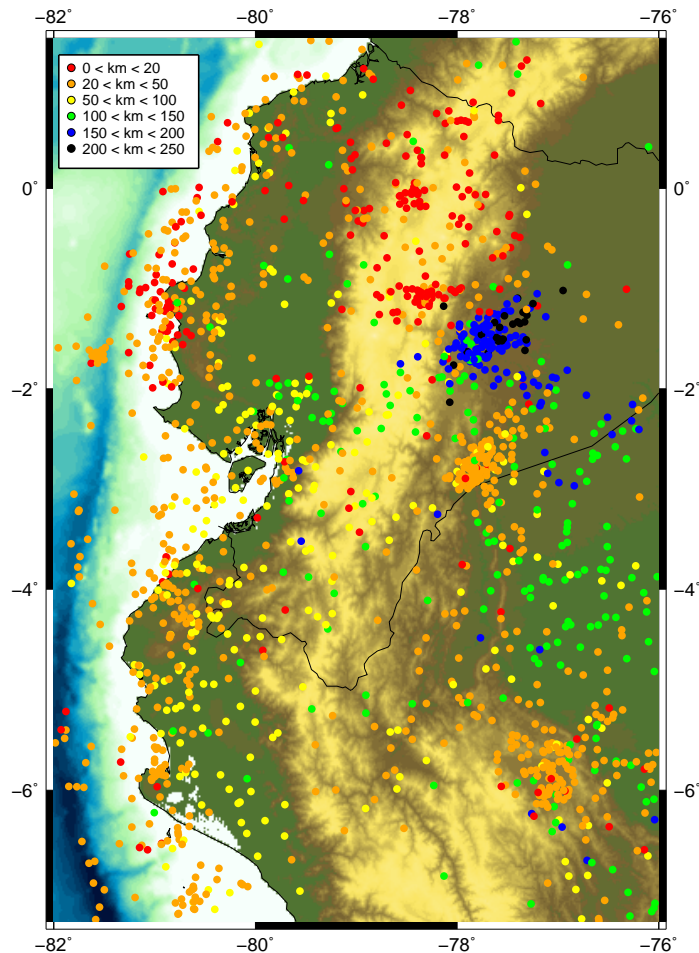 −82˚ −80˚ −78˚ −76˚
0 < km < 20
20 < km < 50
50 < km < 100
100 < km < 150
150 < km < 200
200 < km < 250
0˚ 0˚
−2˚ −2˚
−4˚ −4˚
−6˚ −6˚
−82˚ −80˚ −78˚ −76˚